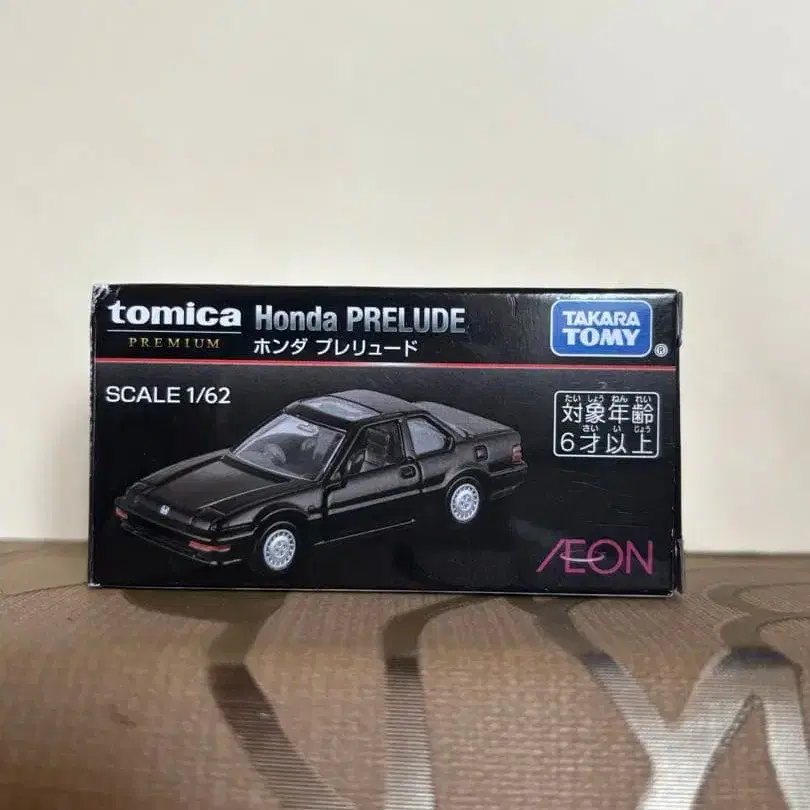 tomica Honda PRELUDE
PREMIUM ホンダ プレリュード
TAKARA
TOMY ®
SCALE 1/62
たい しょう ねん れい
対象年齢
さい い じょう
6才以上
ÆON